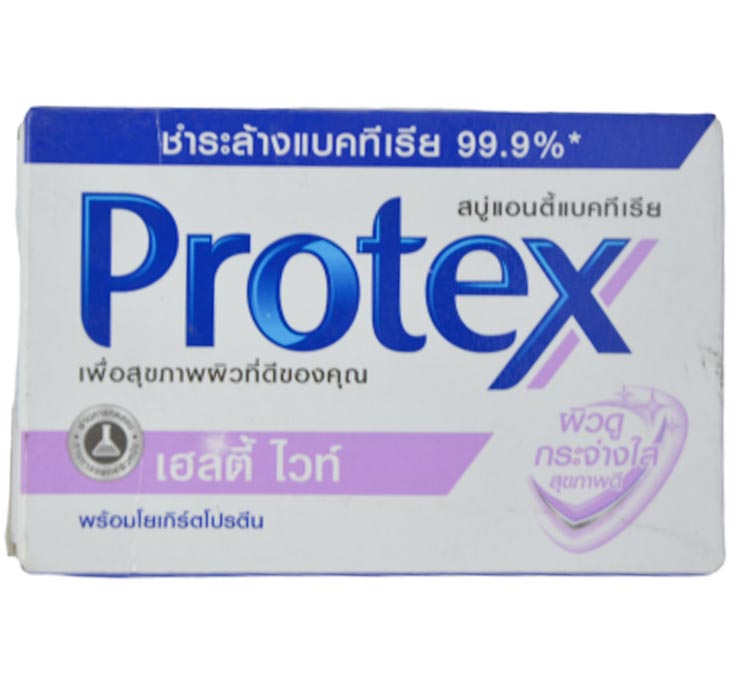 ชำระล้างแบคทีเรีย 99.9%*
สบู่แอนตี้แบคทีเรีย
Protex
เพื่อสุขภาพผิวที่ดีของคุณ
ผิวดู
กระจ่างใส
สุขภาพดี
เฮลตี้ ไวท์
พร้อมโยเกิร์ตโปรตีน